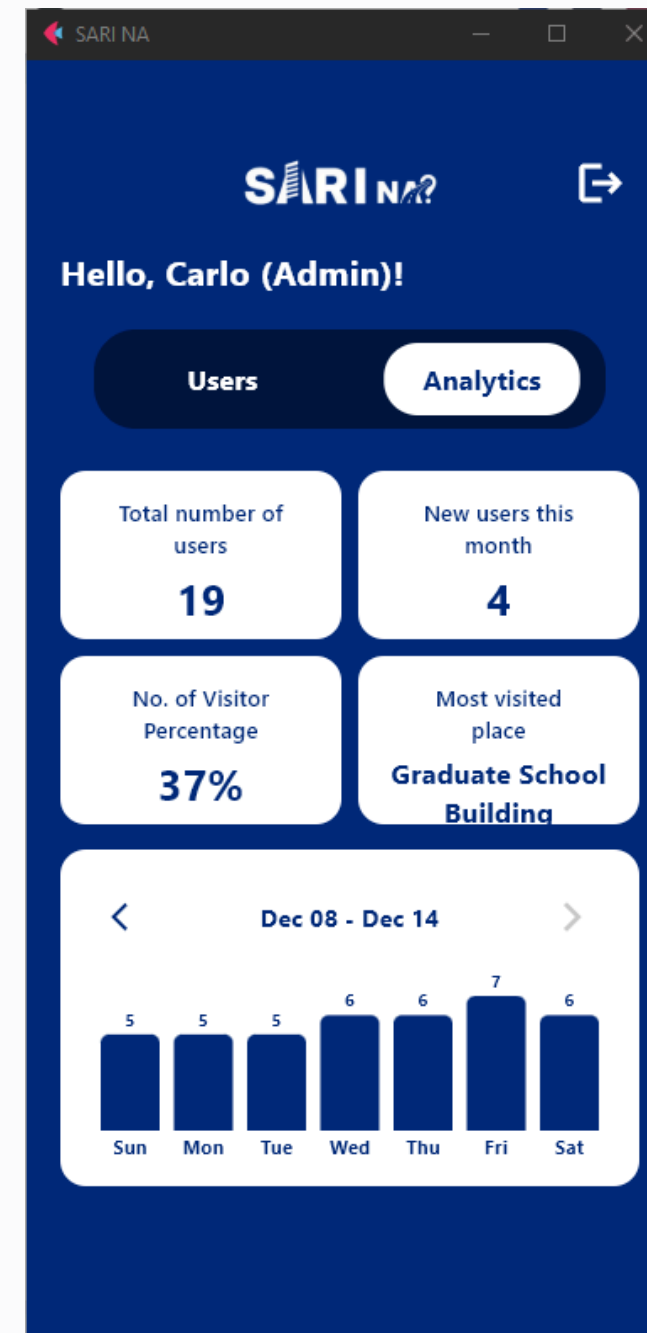 SARI NA
SARI NA?
Hello, Carlo (Admin)!
Users
Analytics
Total number of
users
19
New users this
month
4
No. of Visitor
Percentage
37%
Most visited
place
Graduate School
Building
Dec 08 - Dec 14
5 5 5 6 6 7 6
Sun Mon Tue Wed Thu Fri Sat